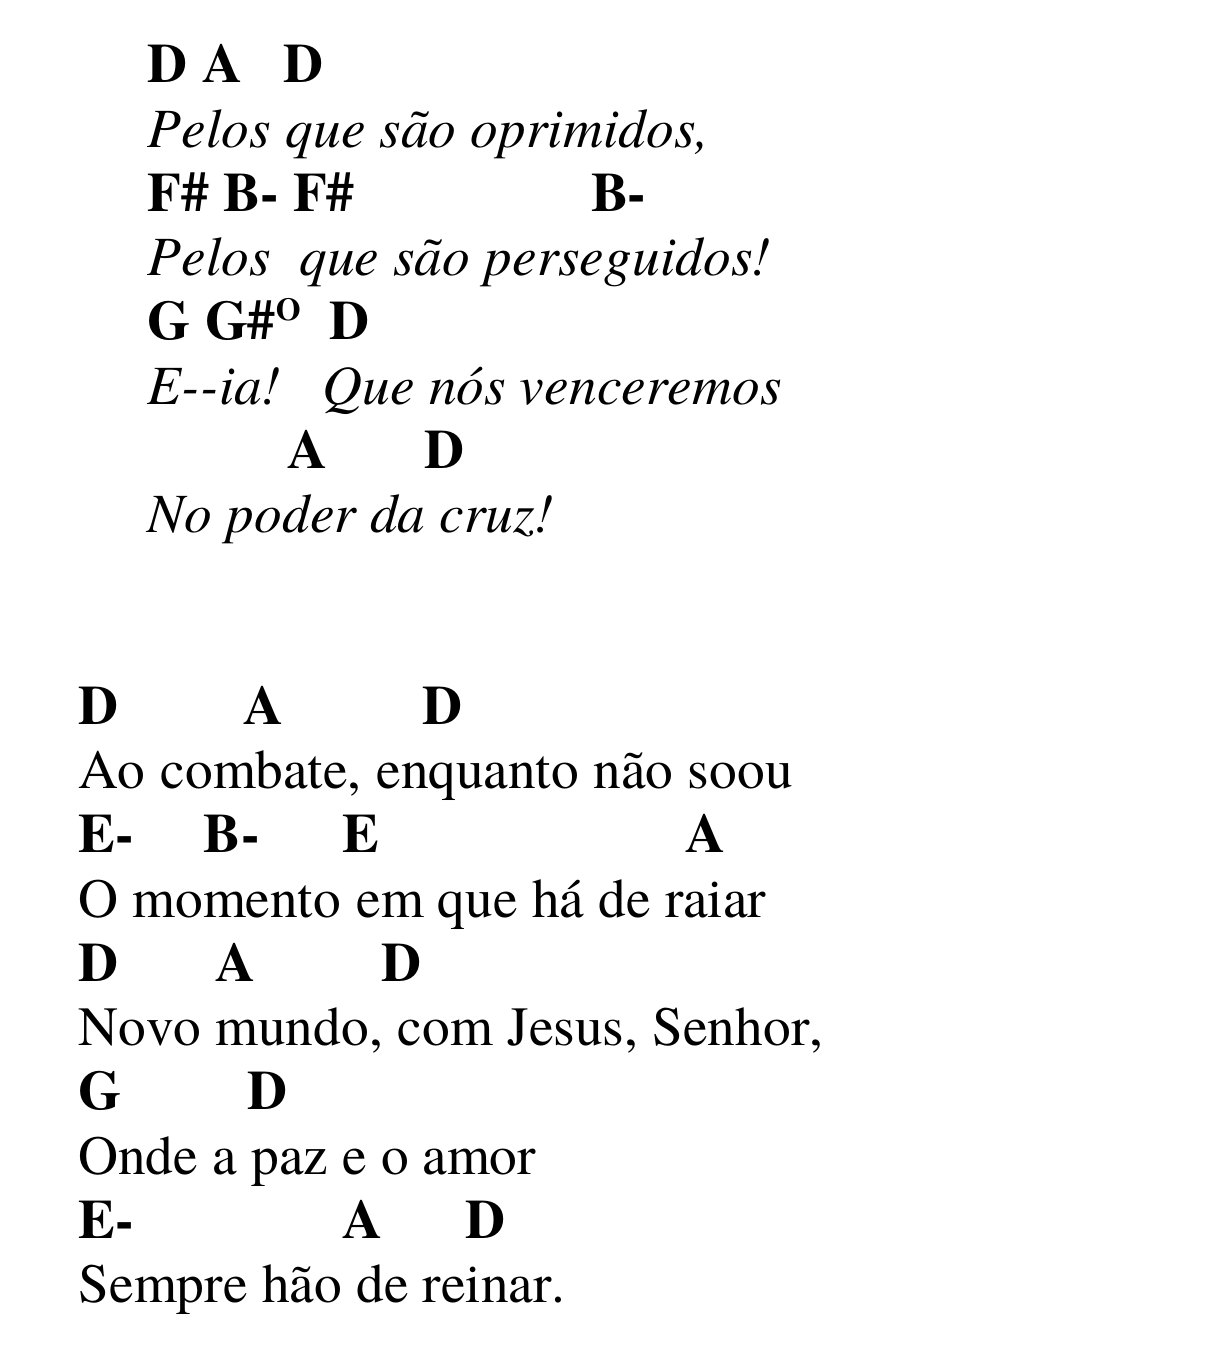 D A   D
Pelos que são oprimidos,
F# B- F#                 B-
Pelos  que são perseguidos!
G G#º  D
E--ia!   Que nós venceremos
          A       D
No poder da cruz!
D         A          D
Ao combate, enquanto não soou
E-     B-      E                      A
O momento em que há de raiar
D       A         D
Novo mundo, com Jesus, Senhor,
G         D
Onde a paz e o amor
E-               A      D
Sempre hão de reinar.